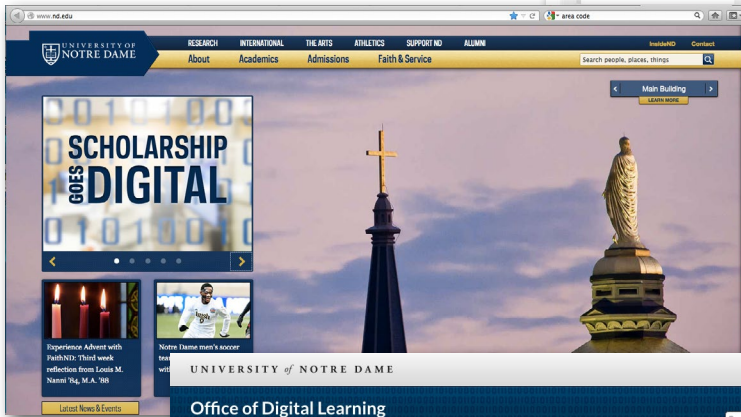 www.nd.edu
area code
UNIVERSITY OF
NOTRE DAME
RESEARCH INTERNATIONAL THE ARTS ATHLETICS SUPPORT ND ALUMNI
InsideND Contact
About Academics Admissions Faith & Service
Search people, places, things
Main Building
LEARN MORE
SCHOLARSHIP
GOES DIGITAL
Experience Advent with
FaithND: Third week
reflection from Louis M.
Nanni '84, M.A. '88
Notre Dame men's soccer
Latest News & Events
UNIVERSITY of NOTRE DAME
Office of Digital Learning